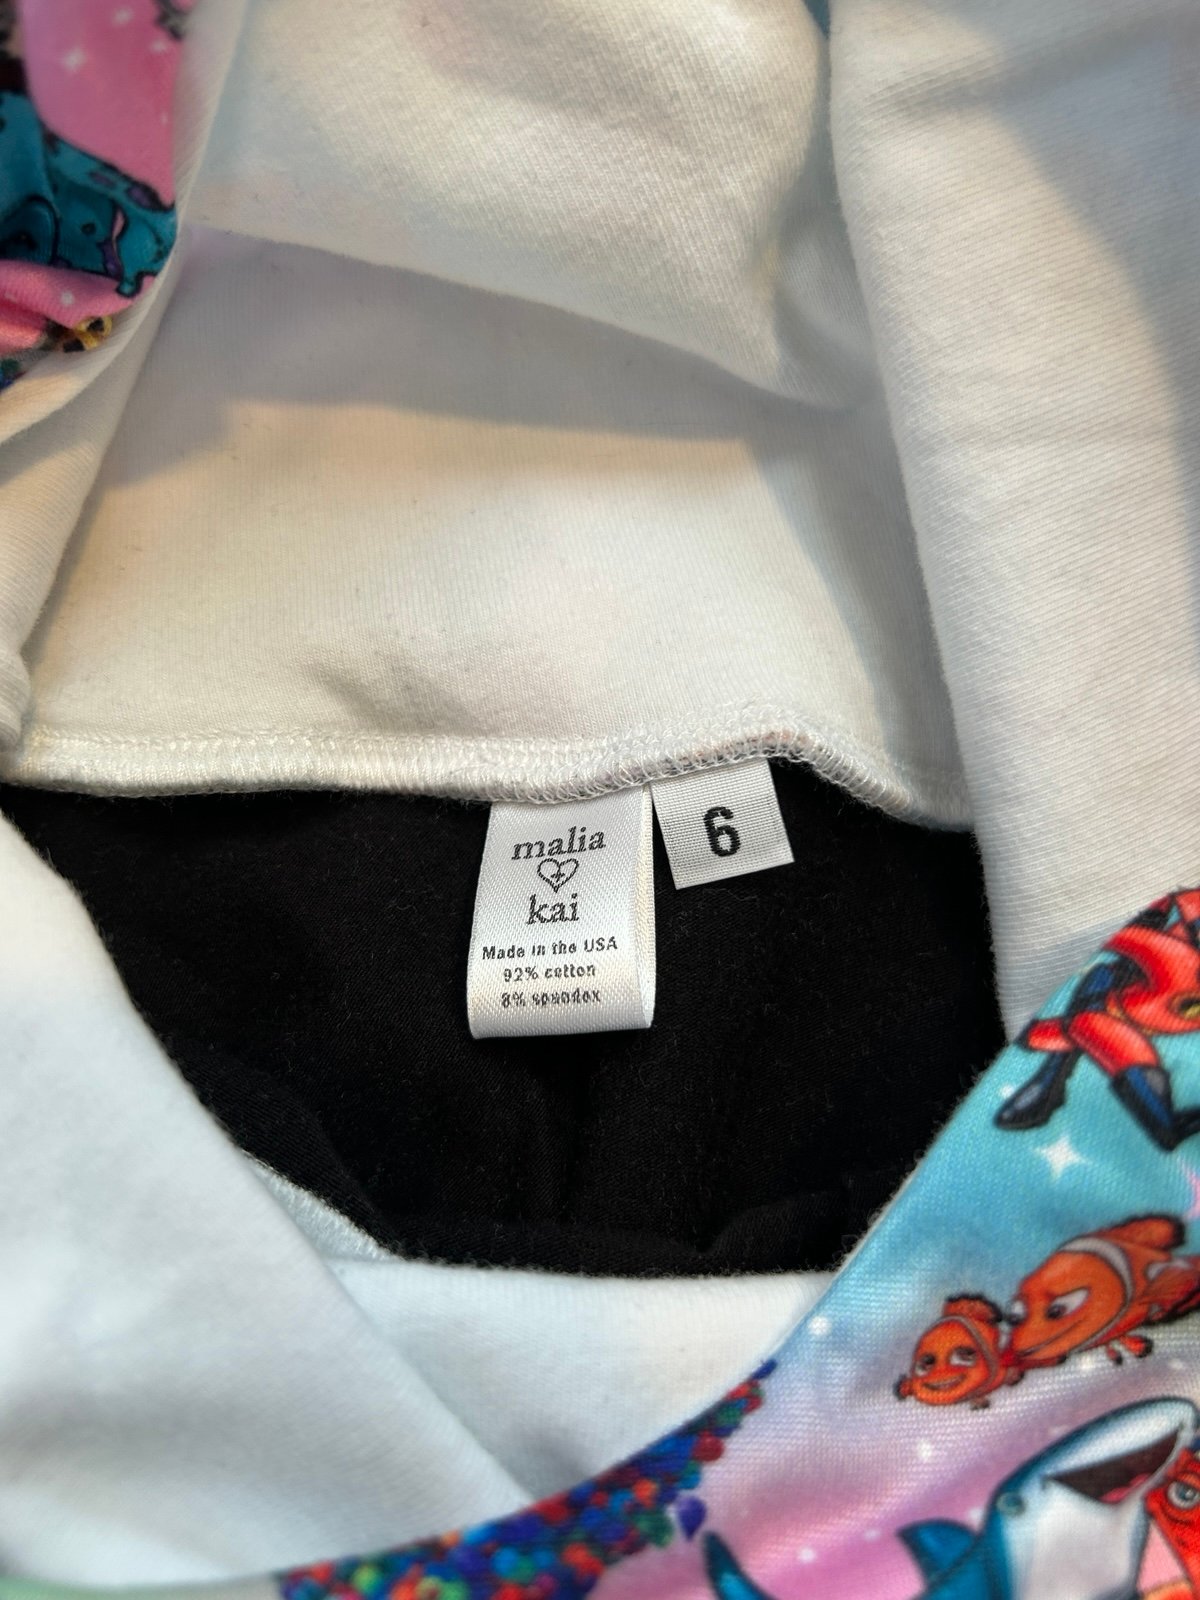 malia
kai
Made in the USA
92% cotton
8% spandex
6